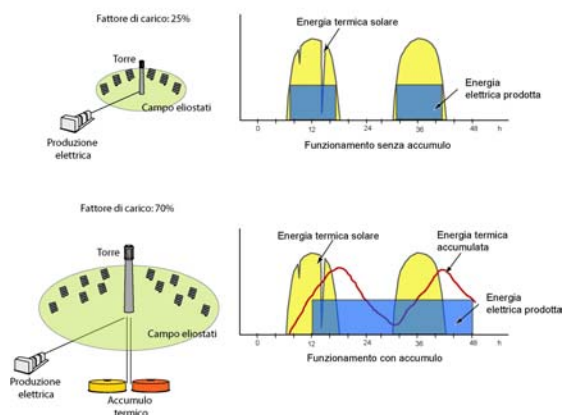 Fattore di carico: 25%
Torre
Campo eliostati
Produzione
elettrica
Energia termica solare
Energia
elettrica prodotta
0 12 24 36 48 h
Funzionamento senza accumulo
Fattore di carico: 70%
Torre
Campo eliostati
Produzione
elettrica
Accumulo
termico
Energia termica solare
Energia termica
accumulata
Energia
elettrica prodotta
0 12 24 36 48 h
Funzionamento con accumulo